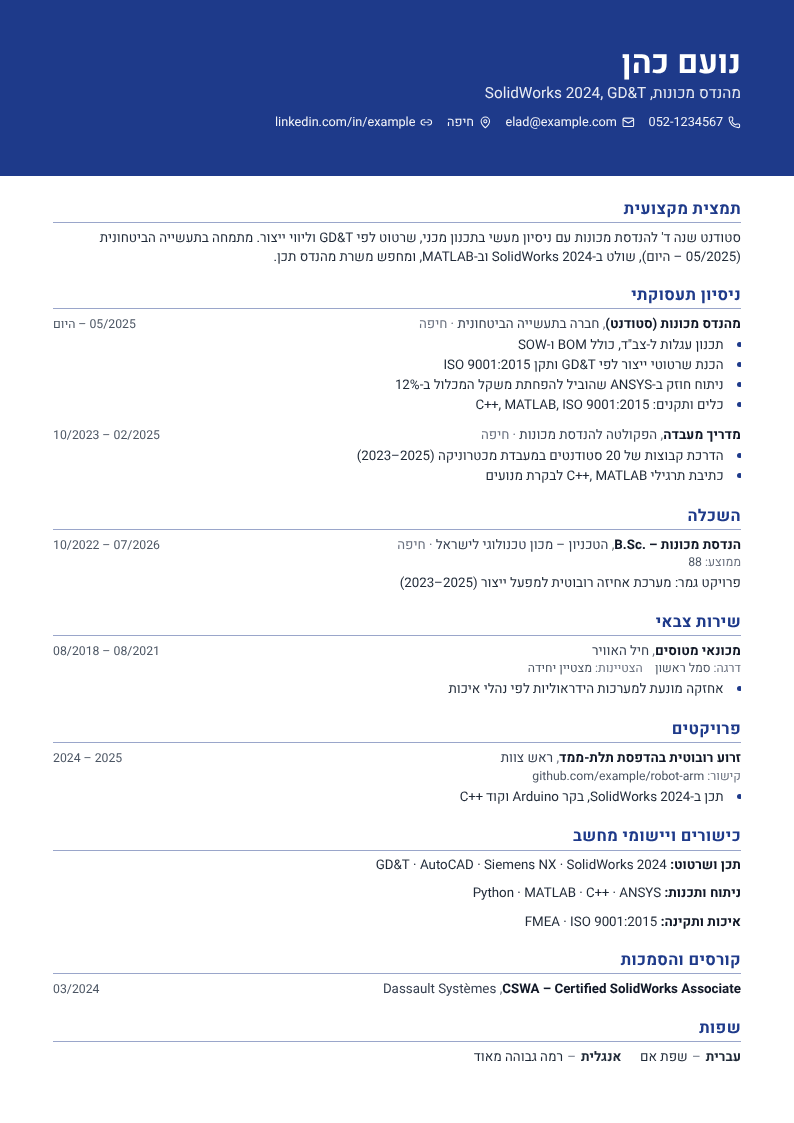 נועם כהן
מהנדס מכונות, SolidWorks 2024, GD&T
052-1234567 elad@example.com חיפה linkedin.com/in/example
תמצית מקצועית
סטודנט שנה ד' להנדסת מכונות עם ניסיון מעשי בתכנון מכני, שרטוט לפי GD&T וליווי ייצור. מתמחה בתעשייה הביטחונית
(05/2025 – היום), שולט ב-SolidWorks 2024 וב-MATLAB, ומחפש משרת מהנדס תכן.
ניסיון תעסוקתי
מהנדס מכונות (סטודנט), חברה בתעשייה הביטחונית · חיפה 05/2025 – היום
• תכנון עגלות ל-צב"ד, כולל BOM ו-SOW
• הכנת שרטוטי ייצור לפי GD&T ותקן ISO 9001:2015
• ניתוח חוזק ב-ANSYS שהוביל להפחתת משקל המכלול ב-12%
• כלים ותקנים: C++, MATLAB, ISO 9001:2015
מדריך מעבדה, הפקולטה להנדסת מכונות · חיפה 10/2023 – 02/2025
• הדרכת קבוצות של 20 סטודנטים במעבדת מכטרוניקה (2023–2025)
• כתיבת תרגילי C++, MATLAB לבקרת מנועים
השכלה
הנדסת מכונות – B.Sc., הטכניון – מכון טכנולוגי לישראל · חיפה 10/2022 – 07/2026
ממוצע: 88
פרויקט גמר: מערכת אחיזה רובוטית למפעל ייצור (2023–2025)
שירות צבאי
מכונאי מטוסים, חיל האוויר 08/2018 – 08/2021
דרגה: סמל ראשון הצטיינות: מצטיין יחידה
• אחזקה מונעת למערכות הידראוליות לפי נהלי איכות
פרויקטים
זרוע רובוטית בהדפסת תלת-ממד, ראש צוות 2024 – 2025
קישור: github.com/example/robot-arm
• תכן ב-SolidWorks 2024, בקר Arduino וקוד C++
כישורים ויישומי מחשב
תכן ושרטוט: GD&T · AutoCAD · Siemens NX · SolidWorks 2024
ניתוח ותכנות: Python · MATLAB · C++ · ANSYS
איכות ותקינה: FMEA · ISO 9001:2015
קורסים והסמכות
CSWA – Certified SolidWorks Associate, Dassault Systèmes 03/2024
שפות
עברית – שפת אם אנגלית – רמה גבוהה מאוד